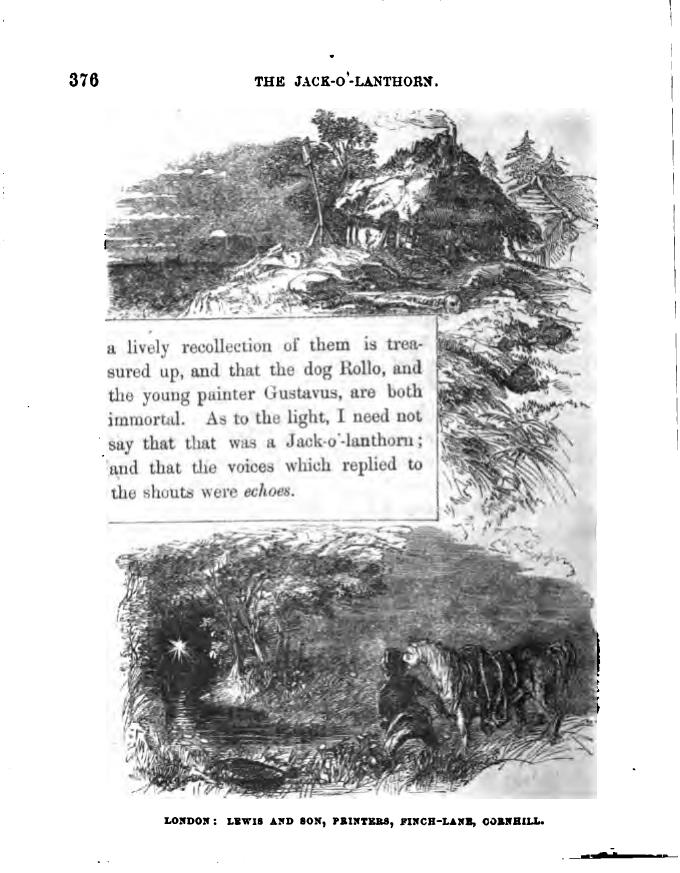 376
THE JACK-O'-LANTHORN.
a lively recollection of them is trea-
sured up, and that the dog Rollo, and
the young painter Gustavus, are both
immortal. As to the light, I need not
say that that was a Jack-o'-lanthorn;
and that the voices which replied to
the shouts were echoes.
LONDON: LEWIS AND SON, PRINTERS, FINCH-LANE, CORNHILL.